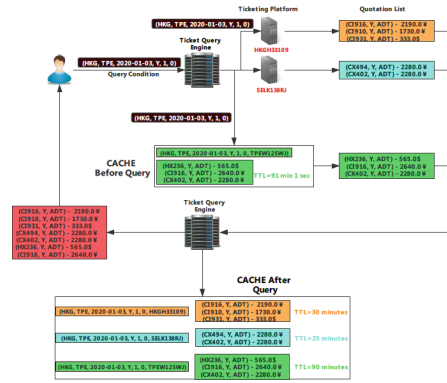 Ticketing Platform
Quotation List
(HKG, TPE, 2020-01-03, Y, 1, 0)
Ticket Query
Engine
(HKG, TPE, 2020-01-03, Y, 1, 0)
Query Condition
HKGH33109
SELK138RJ
(CI916, Y, ADT) - 2190.0 ¥
(CI910, Y, ADT) - 1730.0 ¥
(CI931, Y, ADT) - 333.0$
(CX494, Y, ADT) - 2280.0 ¥
(CX402, Y, ADT) - 2280.0 ¥
(HKG, TPE, 2020-01-03, Y, 1, 0)
CACHE
Before Query
(HKG, TPE, 2020-01-03, Y, 1, 0, TPEW125WJ)
(HX236, Y, ADT) - 565.0$
(CI916, Y, ADT) - 2640.0 ¥
(CX402, Y, ADT) - 2280.0 ¥
TTL=91 min 1 sec
(HX236, Y, ADT) - 565.0$
(CI916, Y, ADT) - 2640.0 ¥
(CX402, Y, ADT) - 2280.0 ¥
Ticket Query
Engine
(CI916, Y, ADT) - 2190.0 ¥
(CI910, Y, ADT) - 1730.0 ¥
(CI931, Y, ADT) - 333.0$
(CX494, Y, ADT) - 2280.0 ¥
(CX402, Y, ADT) - 2280.0 ¥
(HX236, Y, ADT) - 565.0$
(CI916, Y, ADT) - 2640.0 ¥
CACHE After
Query
(HKG, TPE, 2020-01-03, Y, 1, 0, HKGH33109)
(CI916, Y, ADT) - 2190.0 ¥
(CI910, Y, ADT) - 1730.0 ¥
(CI931, Y, ADT) - 333.0$
TTL=30 minutes
(HKG, TPE, 2020-01-03, Y, 1, 0, SELK138RJ)
(CX494, Y, ADT) - 2280.0 ¥
(CX402, Y, ADT) - 2280.0 ¥
TTL=25 minutes
(HKG, TPE, 2020-01-03, Y, 1, 0, TPEW125WJ)
(HX236, Y, ADT) - 565.0$
(CI916, Y, ADT) - 2640.0 ¥
(CX402, Y, ADT) - 2280.0 ¥
TTL=90 minutes